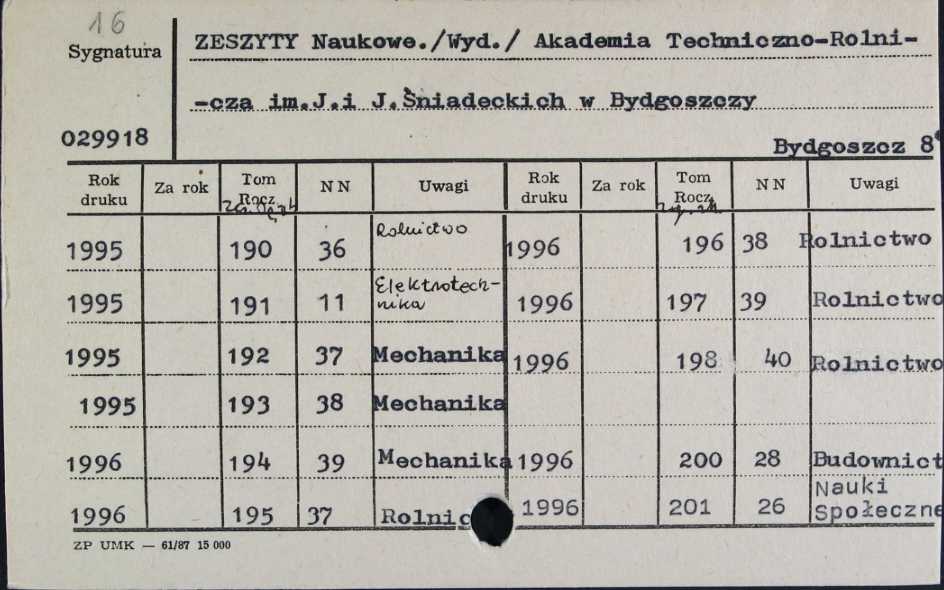 16
Sygnatura
ZESZYTY Naukowe./Wyd./ Akademia Techniczno-Rolni-
-cza im.J.i J.Śniadeckich w Bydgoszczy
029918
Bydgoszcz 8°
Rok druku Za rok Tom Rocz. NN Uwagi Rok druku Za rok Tom Rocz. NN Uwagi
1995 190 36 Rolnictwo 1996 196 38 Rolnictwo
1995 191 11 Elektrotech-
nika 1996 197 39 Rolnictwo
1995 192 37 Mechanika 1996 198 40 Rolnictwo
1995 193 38 Mechanika
1996 194 39 Mechanika 1996 200 28 Budownict
1996 195 37 Rolnic 1996 201 26 Nauki
Społeczne
ZP UMK — 61/87 15 000